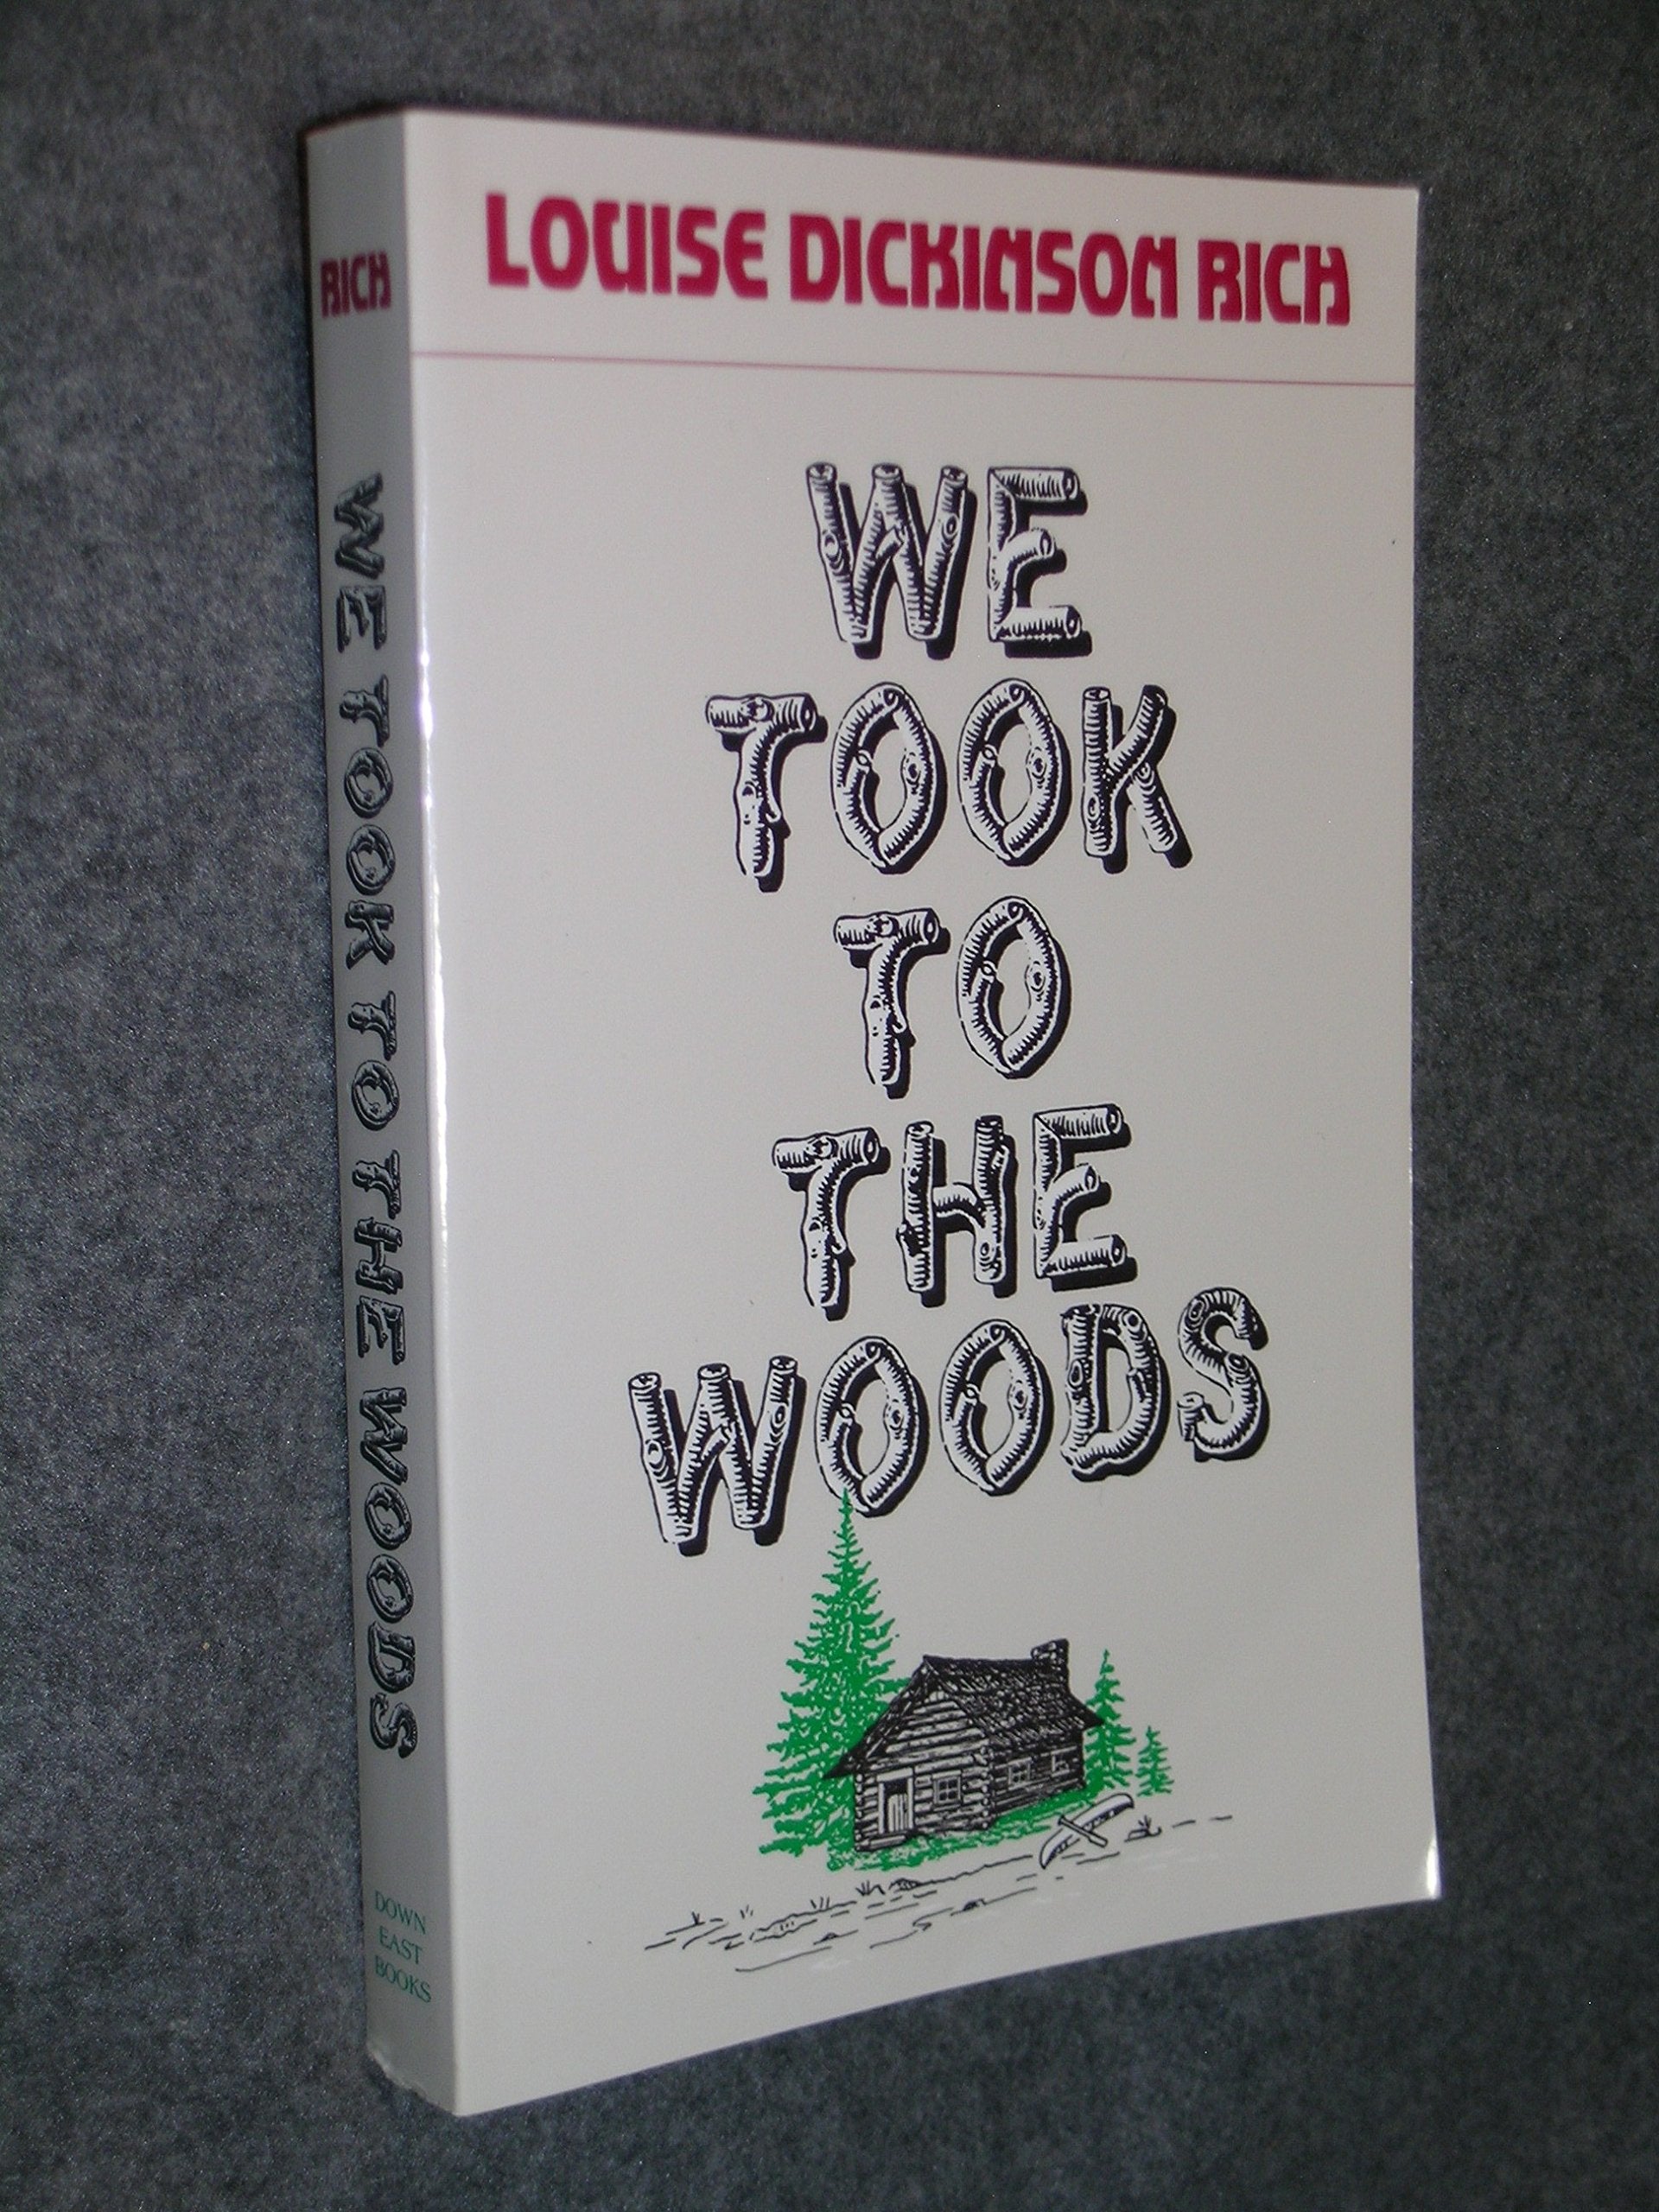 LOUISE DICKINSON RICH
WE
TOOK
TO
THE
WOODS
RICH
WE TOOK TO THE WOODS
DOWN
EAST
BOOKS